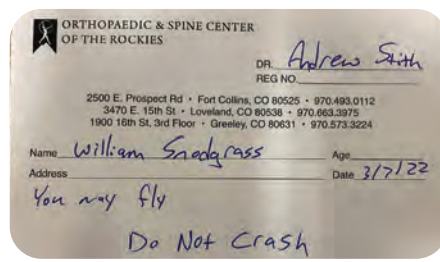 ORTHOPAEDIC & SPINE CENTER
OF THE ROCKIES
DR. Andrew Stith
REG NO.
2500 E. Prospect Rd • Fort Collins, CO 80525 • 970.493.0112
3470 E. 15th St • Loveland, CO 80538 • 970.663.3975
1900 16th St, 3rd Floor • Greeley, CO 80631 • 970.573.3224
Name William Snodgrass Age
Address Date 3/7/22
You may fly
Do Not Crash